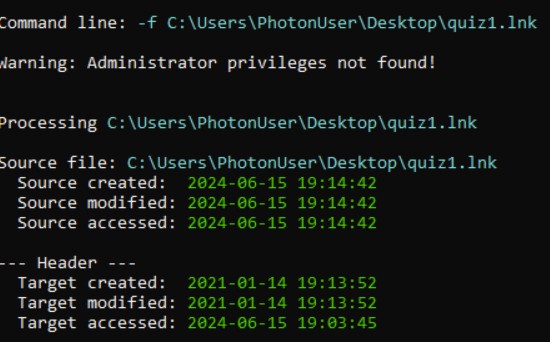 Command line: -f C:\Users\PhotonUser\Desktop\quiz1.lnk
Warning: Administrator privileges not found!
Processing C:\Users\PhotonUser\Desktop\quiz1.lnk
Source file: C:\Users\PhotonUser\Desktop\quiz1.lnk
Source created: 2024-06-15 19:14:42
Source modified: 2024-06-15 19:14:42
Source accessed: 2024-06-15 19:14:42
--- Header ---
Target created: 2021-01-14 19:13:52
Target modified: 2021-01-14 19:13:52
Target accessed: 2024-06-15 19:03:45